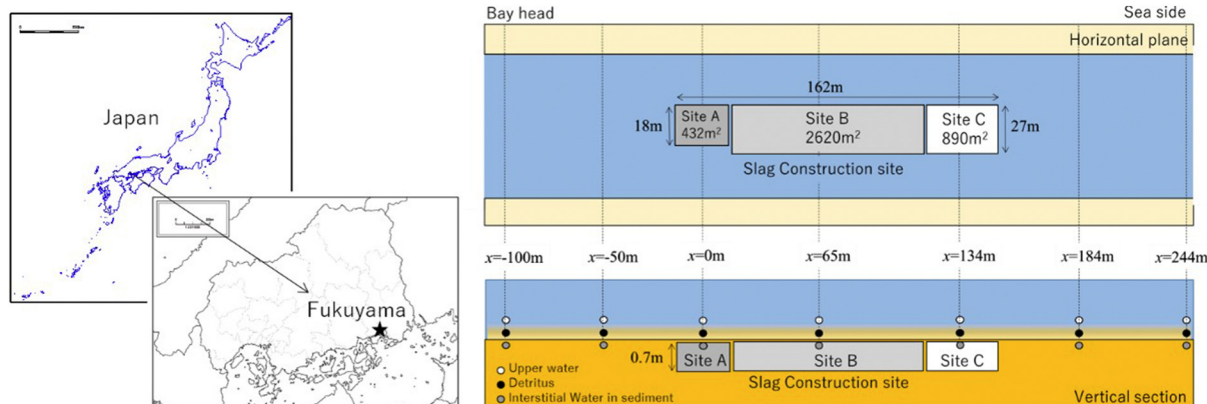 Japan
Fukuyama
Bay head
Sea side
Horizontal plane
162m
18m
Site A
432m²
Site B
2620m²
Site C
890m²
27m
Slag Construction site
x=-100m
x=-50m
x=0m
x=65m
x=134m
x=184m
x=244m
0.7m
Site A
Site B
Site C
Upper water
Detritus
Interstitial Water in sediment
Slag Construction site
Vertical section